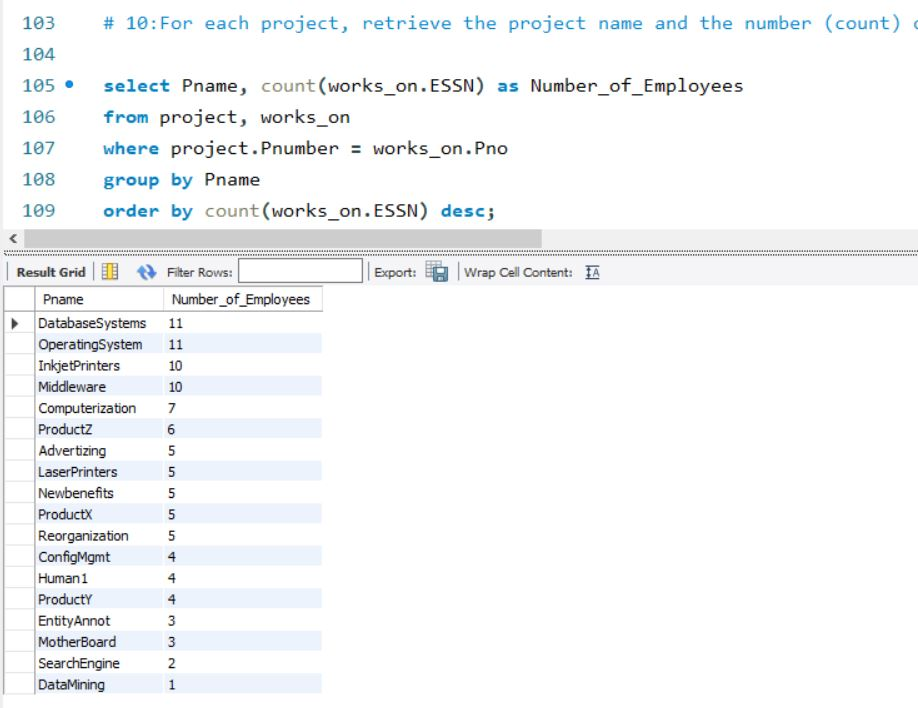 103 # 10:For each project, retrieve the project name and the number (count)
104
105 select Pname, count(works_on.ESSN) as Number_of_Employees
106 from project, works_on
107 where project.Pnumber = works_on.Pno
108 group by Pname
109 order by count(works_on.ESSN) desc;
Result Grid Filter Rows: Export: Wrap Cell Content: IA
Pname Number_of_Employees
DatabaseSystems 11
OperatingSystem 11
InkjetPrinters 10
Middleware 10
Computerization 7
ProductZ 6
Advertizing 5
LaserPrinters 5
Newbenefits 5
ProductX 5
Reorganization 5
ConfigMgmt 4
Human1 4
ProductY 4
EntityAnnot 3
MotherBoard 3
SearchEngine 2
DataMining 1